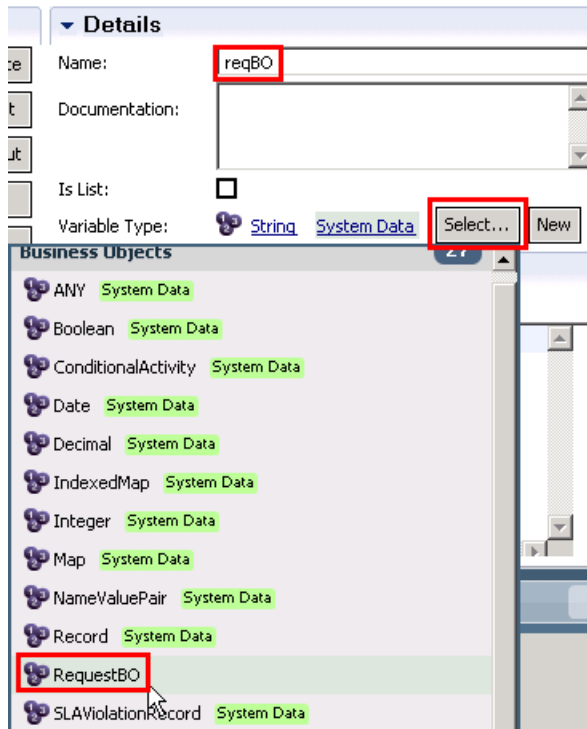 Details
ce
Name: reqBO
t
Documentation:
ut
Is List:
Variable Type: String System Data Select... New
Business Objects 27
ANY System Data
Boolean System Data
ConditionalActivity System Data
Date System Data
Decimal System Data
IndexedMap System Data
Integer System Data
Map System Data
NameValuePair System Data
Record System Data
RequestBO
SLAViolationRecord System Data